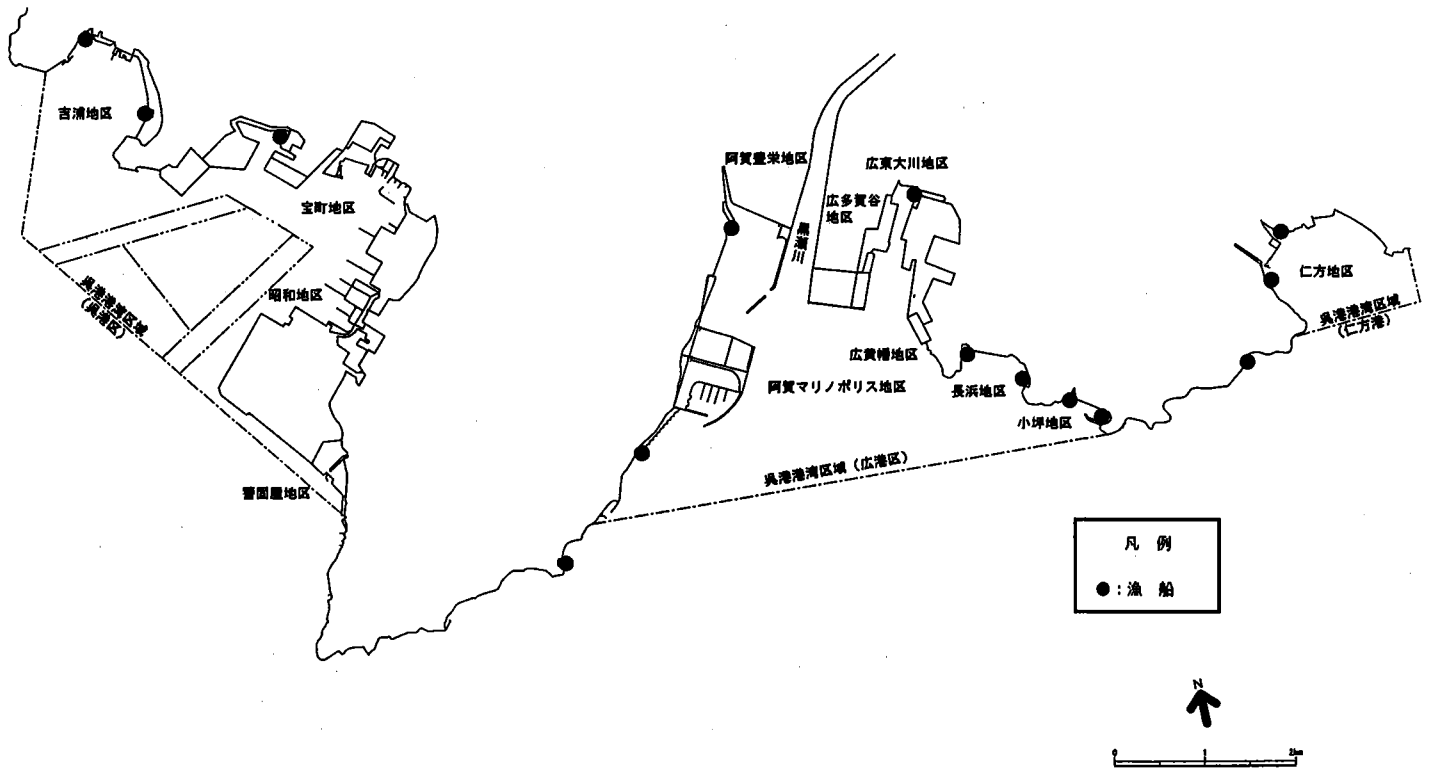 吉浦地区
宝町地区
昭和地区
呉港港湾区域
(呉港区)
警固屋地区
阿賀豊栄地区
黒瀬川
広東大川地区
広多賀谷
地区
仁方地区
呉港港湾区域
(仁方港)
広黄幡地区
阿賀マリノポリス地区
長浜地区
小坪地区
呉港港湾区域(広港区)
凡 例
●:漁 船
N
0 1 2km